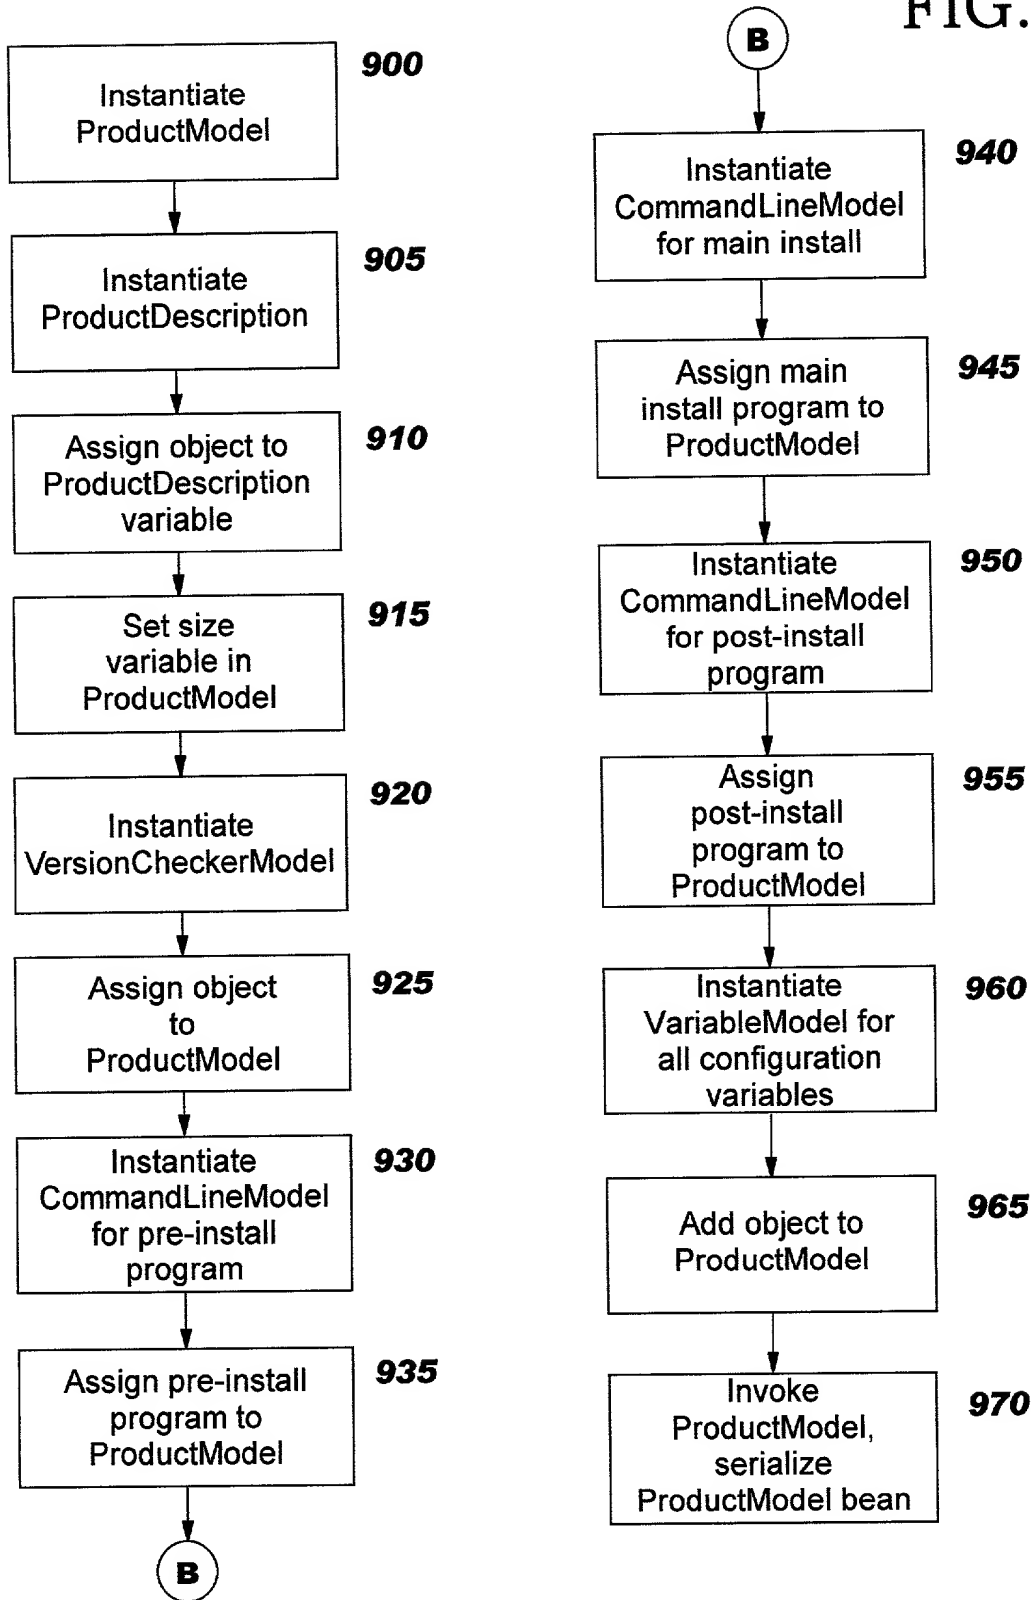 FIG.
900
Instantiate
ProductModel
905
Instantiate
ProductDescription
910
Assign object to
ProductDescription
variable
915
Set size
variable in
ProductModel
920
Instantiate
VersionCheckerModel
925
Assign object
to
ProductModel
930
Instantiate
CommandLineModel
for pre-install
program
935
Assign pre-install
program to
ProductModel
B
B
940
Instantiate
CommandLineModel
for main install
945
Assign main
install program to
ProductModel
950
Instantiate
CommandLineModel
for post-install
program
955
Assign
post-install
program to
ProductModel
960
Instantiate
VariableModel for
all configuration
variables
965
Add object to
ProductModel
970
Invoke
ProductModel,
serialize
ProductModel bean